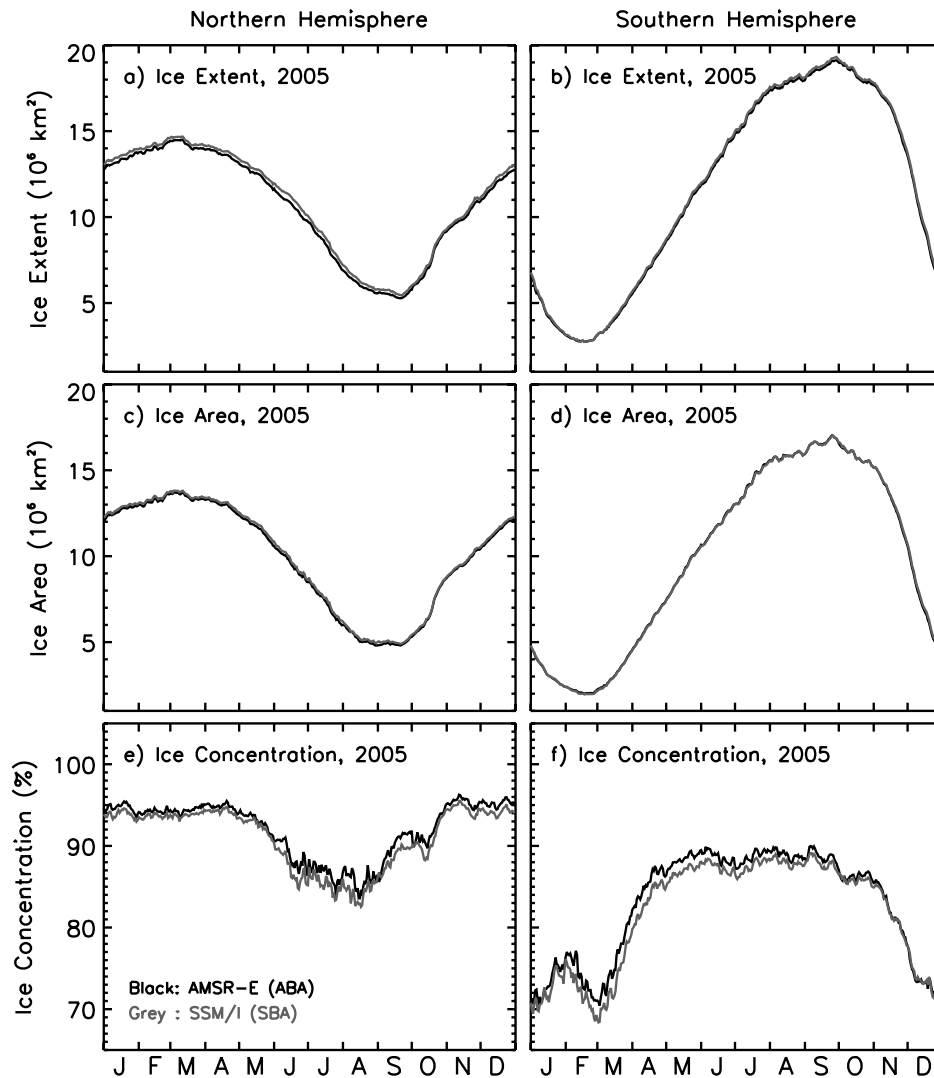 Northern Hemisphere
Southern Hemisphere
20
15
10
5
Ice Extent (10⁶ km²)
a) Ice Extent, 2005
b) Ice Extent, 2005
20
15
10
5
Ice Area (10⁶ km²)
c) Ice Area, 2005
d) Ice Area, 2005
100
90
80
70
Ice Concentration (%)
e) Ice Concentration, 2005
Black: AMSR-E (ABA)
Grey : SSM/I (SBA)
f) Ice Concentration, 2005
J F M A M J J A S O N D
J F M A M J J A S O N D